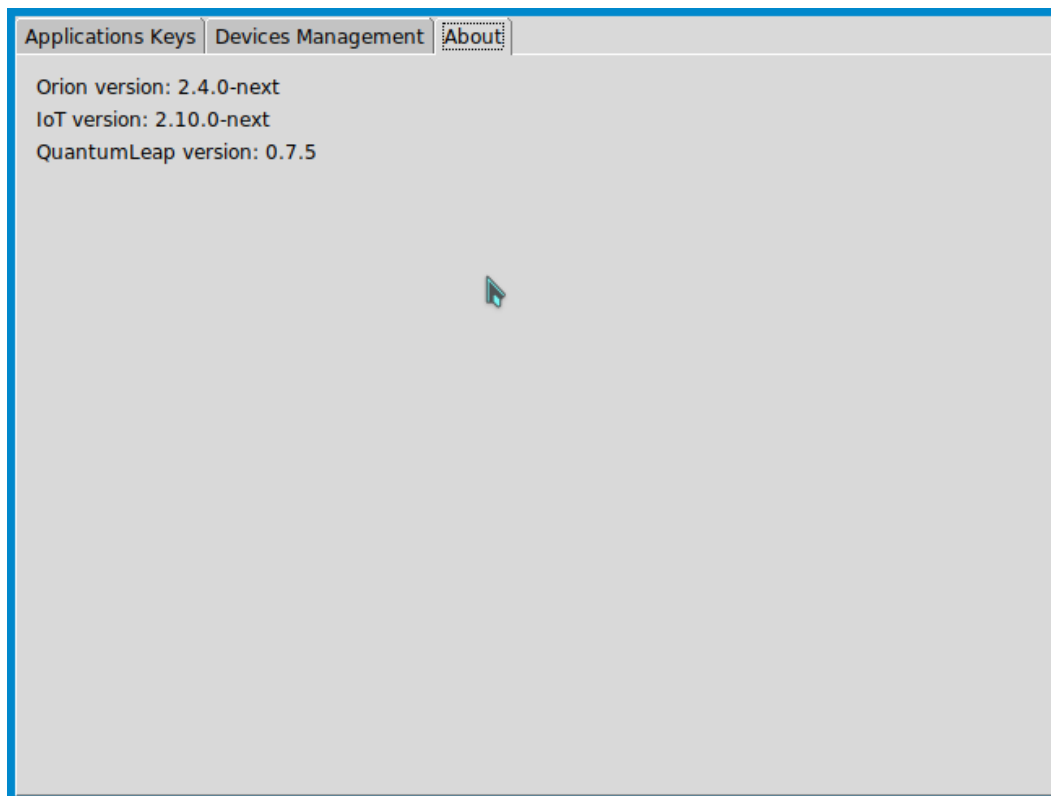 Applications Keys Devices Management About
Orion version: 2.4.0-next
IoT version: 2.10.0-next
QuantumLeap version: 0.7.5